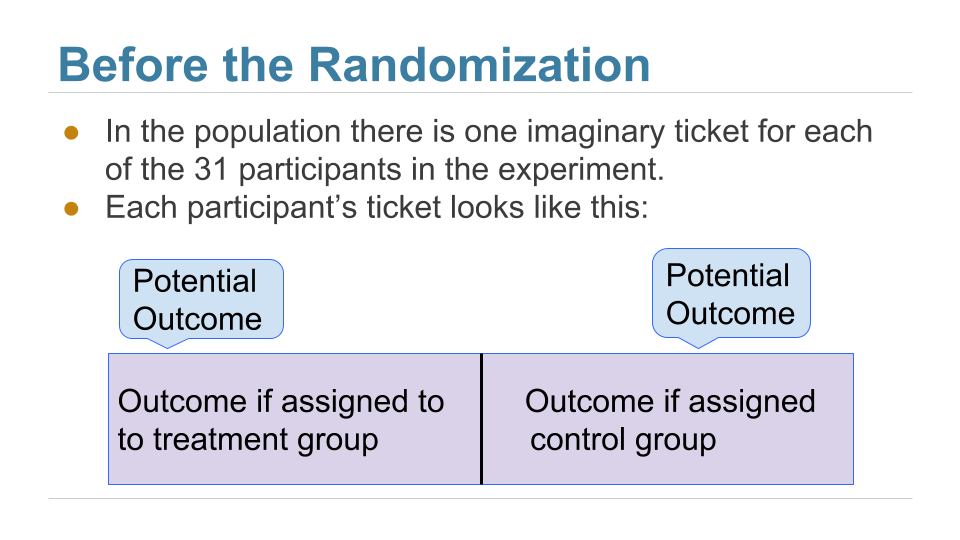 Before the Randomization
● In the population there is one imaginary ticket for each
of the 31 participants in the experiment.
● Each participant’s ticket looks like this:
Potential
Outcome
Potential
Outcome
Outcome if assigned to
to treatment group
Outcome if assigned
control group